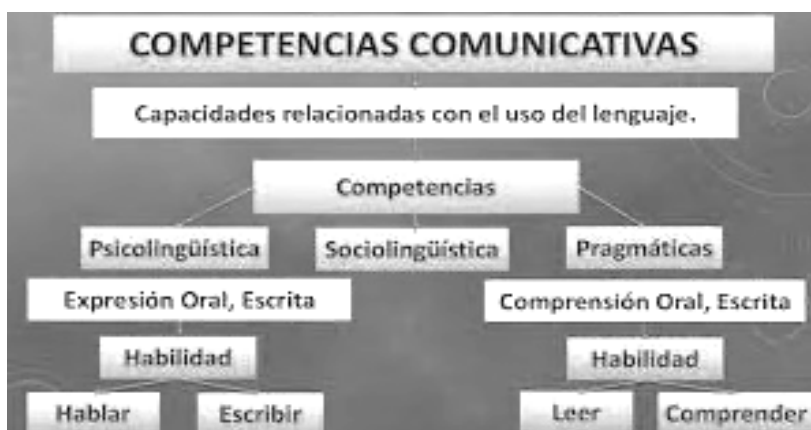 COMPETENCIAS COMUNICATIVAS
Capacidades relacionadas con el uso del lenguaje.
Competencias
Psicolingüística
Sociolingüística
Pragmáticas
Expresión Oral, Escrita
Comprensión Oral, Escrita
Habilidad
Habilidad
Hablar
Escribir
Leer
Comprender